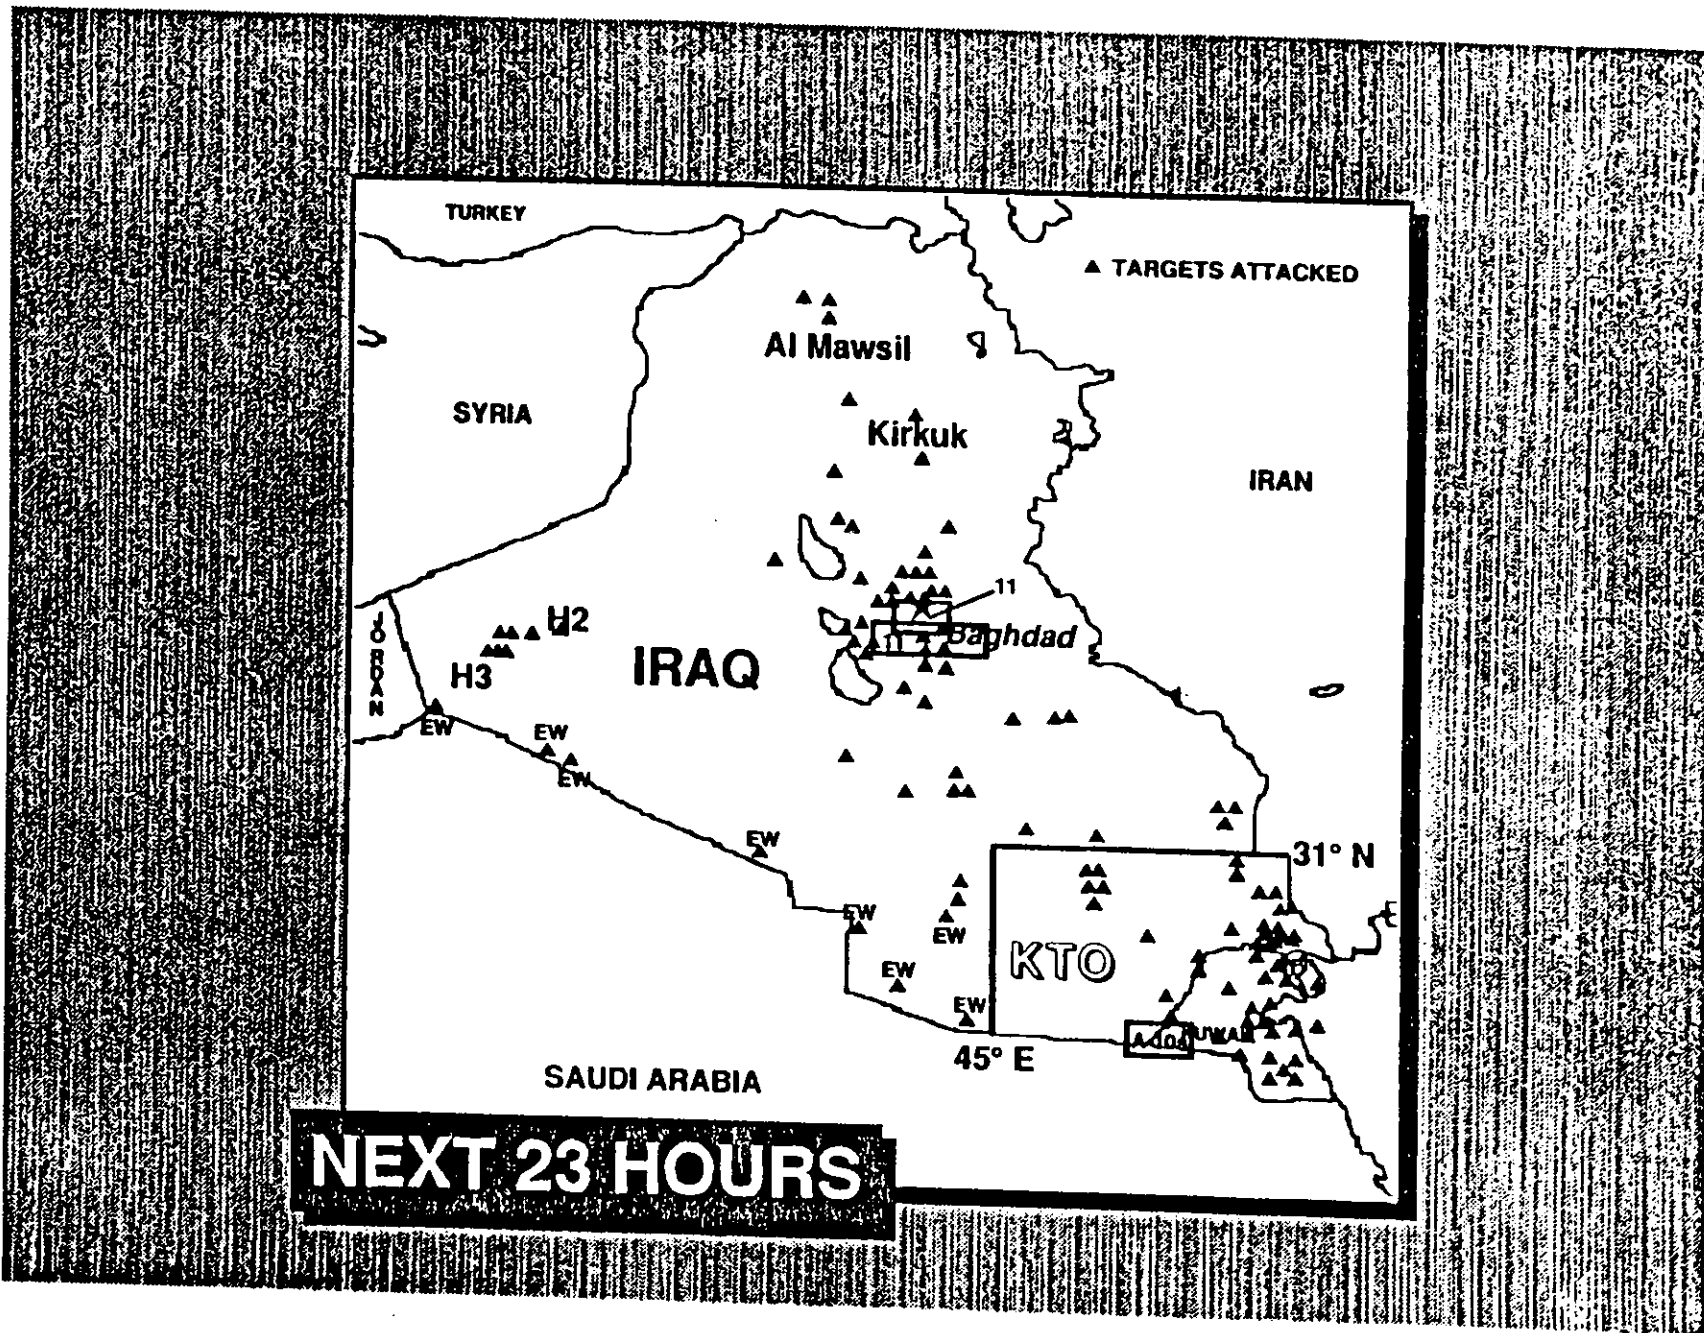 TURKEY
▲ TARGETS ATTACKED
Al Mawsil
SYRIA
Kirkuk
IRAN
11
H2
JORDAN
Baghdad
11
IRAQ
H3
EW
EW
EW
EW
31° N
EW
EW
KTO
EW
EW
45° E
SAUDI ARABIA
NEXT 23 HOURS